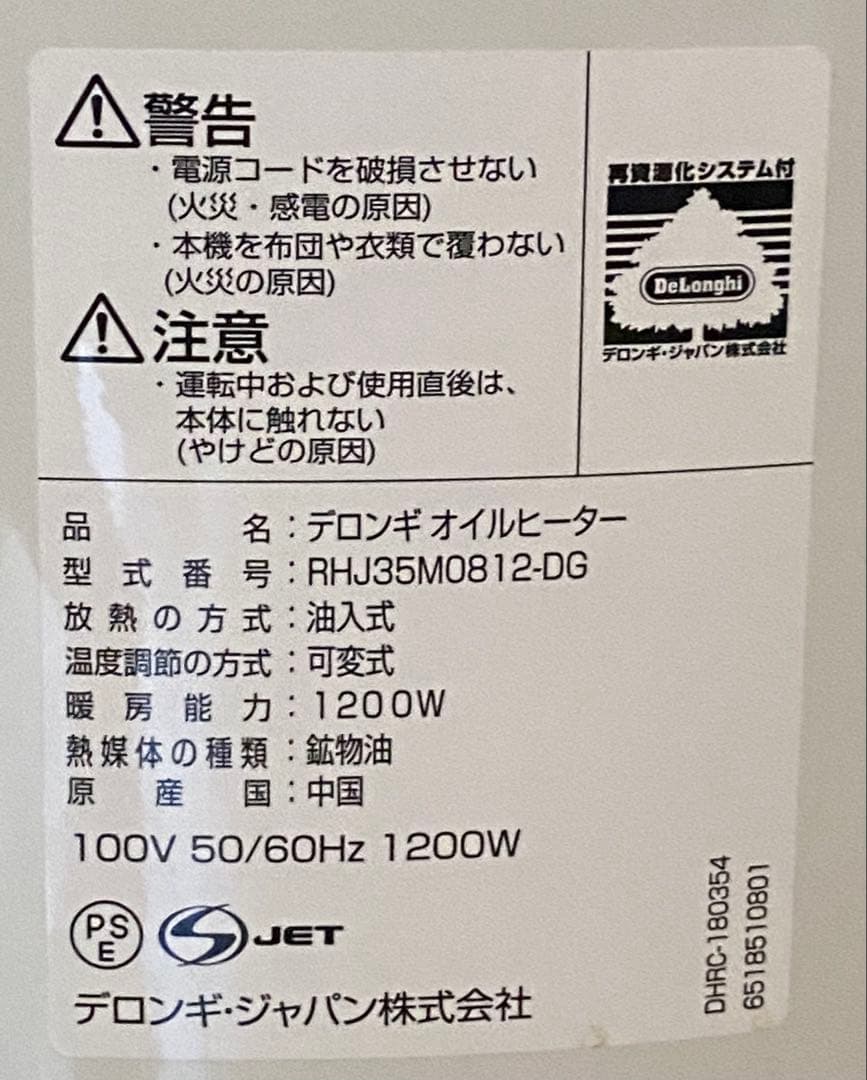 警告
・電源コードを破損させない
(火災・感電の原因)
・本機を布団や衣類で覆わない
(火災の原因)
注意
・運転中および使用直後は、
本体に触れない
(やけどの原因)
再資源化システム付
DeLonghi
デロンギ・ジャパン株式会社
品名：デロンギ オイルヒーター
型式番号：RHJ35M0812-DG
放熱の方式：油入式
温度調節の方式：可変式
暖房能力：1200W
熱媒体の種類：鉱物油
原産国：中国
100V 50/60Hz 1200W
PS
E
JET
デロンギ・ジャパン株式会社
DHRC-180354
6518510801